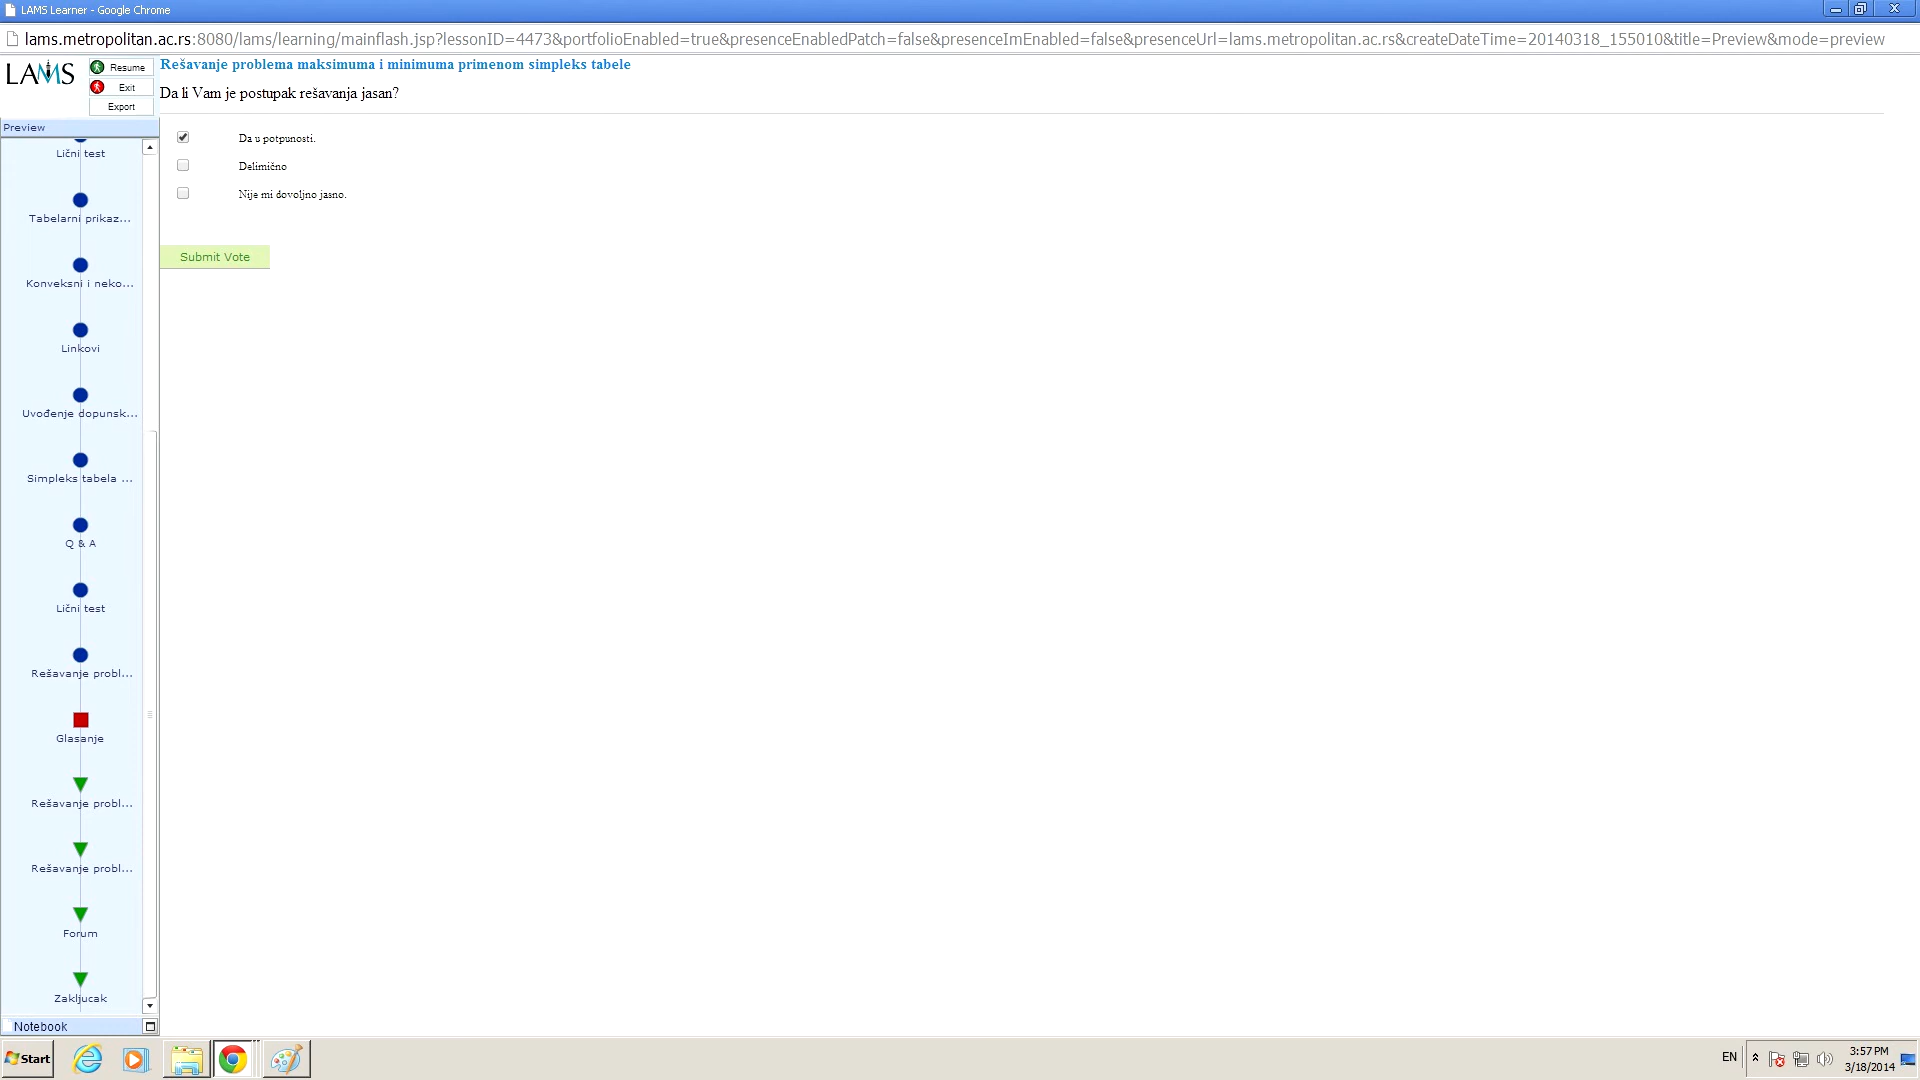 LAMS Learner - Google Chrome
lams.metropolitan.ac.rs:8080/lams/learning/mainflash.jsp?lessonID=4473&portfolioEnabled=true&presenceEnabledPatch=false&presenceImEnabled=false&presenceUrl=lams.metropolitan.ac.rs&createDateTime=20140318_155010&title=Preview&mode=preview
LAMS
Resume
Exit
Export
Rešavanje problema maksimuma i minimuma primenom simpleks tabele
Da li Vam je postupak rešavanja jasan?
Da u potpunosti.
Delimično
Nije mi dovoljno jasno.
Submit Vote
Preview
Lični test
Tabelarni prikaz...
Konveksni i neko...
Linkovi
Uvođenje dopunsk...
Simpleks tabela ...
Q & A
Lični test
Rešavanje probl...
Glasanje
Rešavanje probl...
Rešavanje probl...
Forum
Zakljucak
Notebook
Start
EN
3:57 PM
3/18/2014